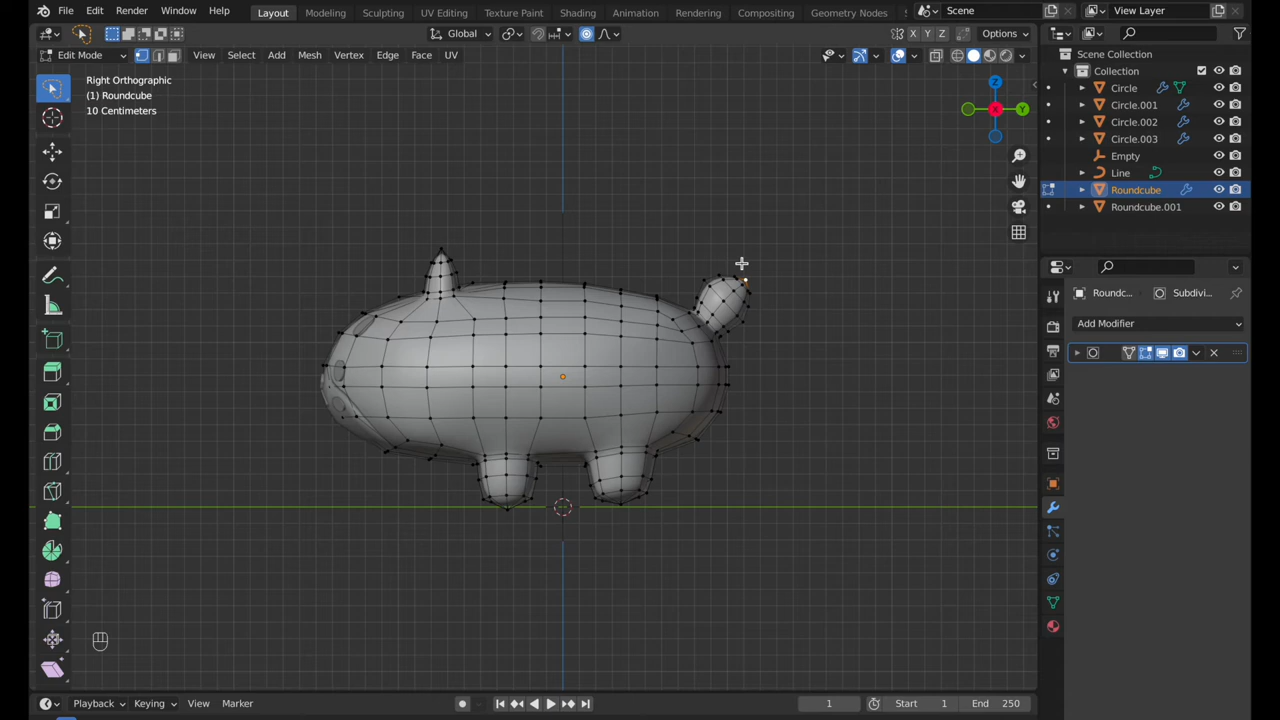 File Edit Render Window Help Layout Modeling Sculpting UV Editing Texture Paint Shading Animation Rendering Compositing Geometry Nodes Scene View Layer
Global X Y Z Options
Edit Mode View Select Add Mesh Vertex Edge Face UV
Right Orthographic
(1) Roundcube
10 Centimeters
Z
Y
X
Scene Collection
Collection
Circle
Circle.001
Circle.002
Circle.003
Empty
Line
Roundcube
Roundcube.001
Roundc... Subdivi...
Add Modifier
Playback Keying View Marker 1 Start 1 End 250